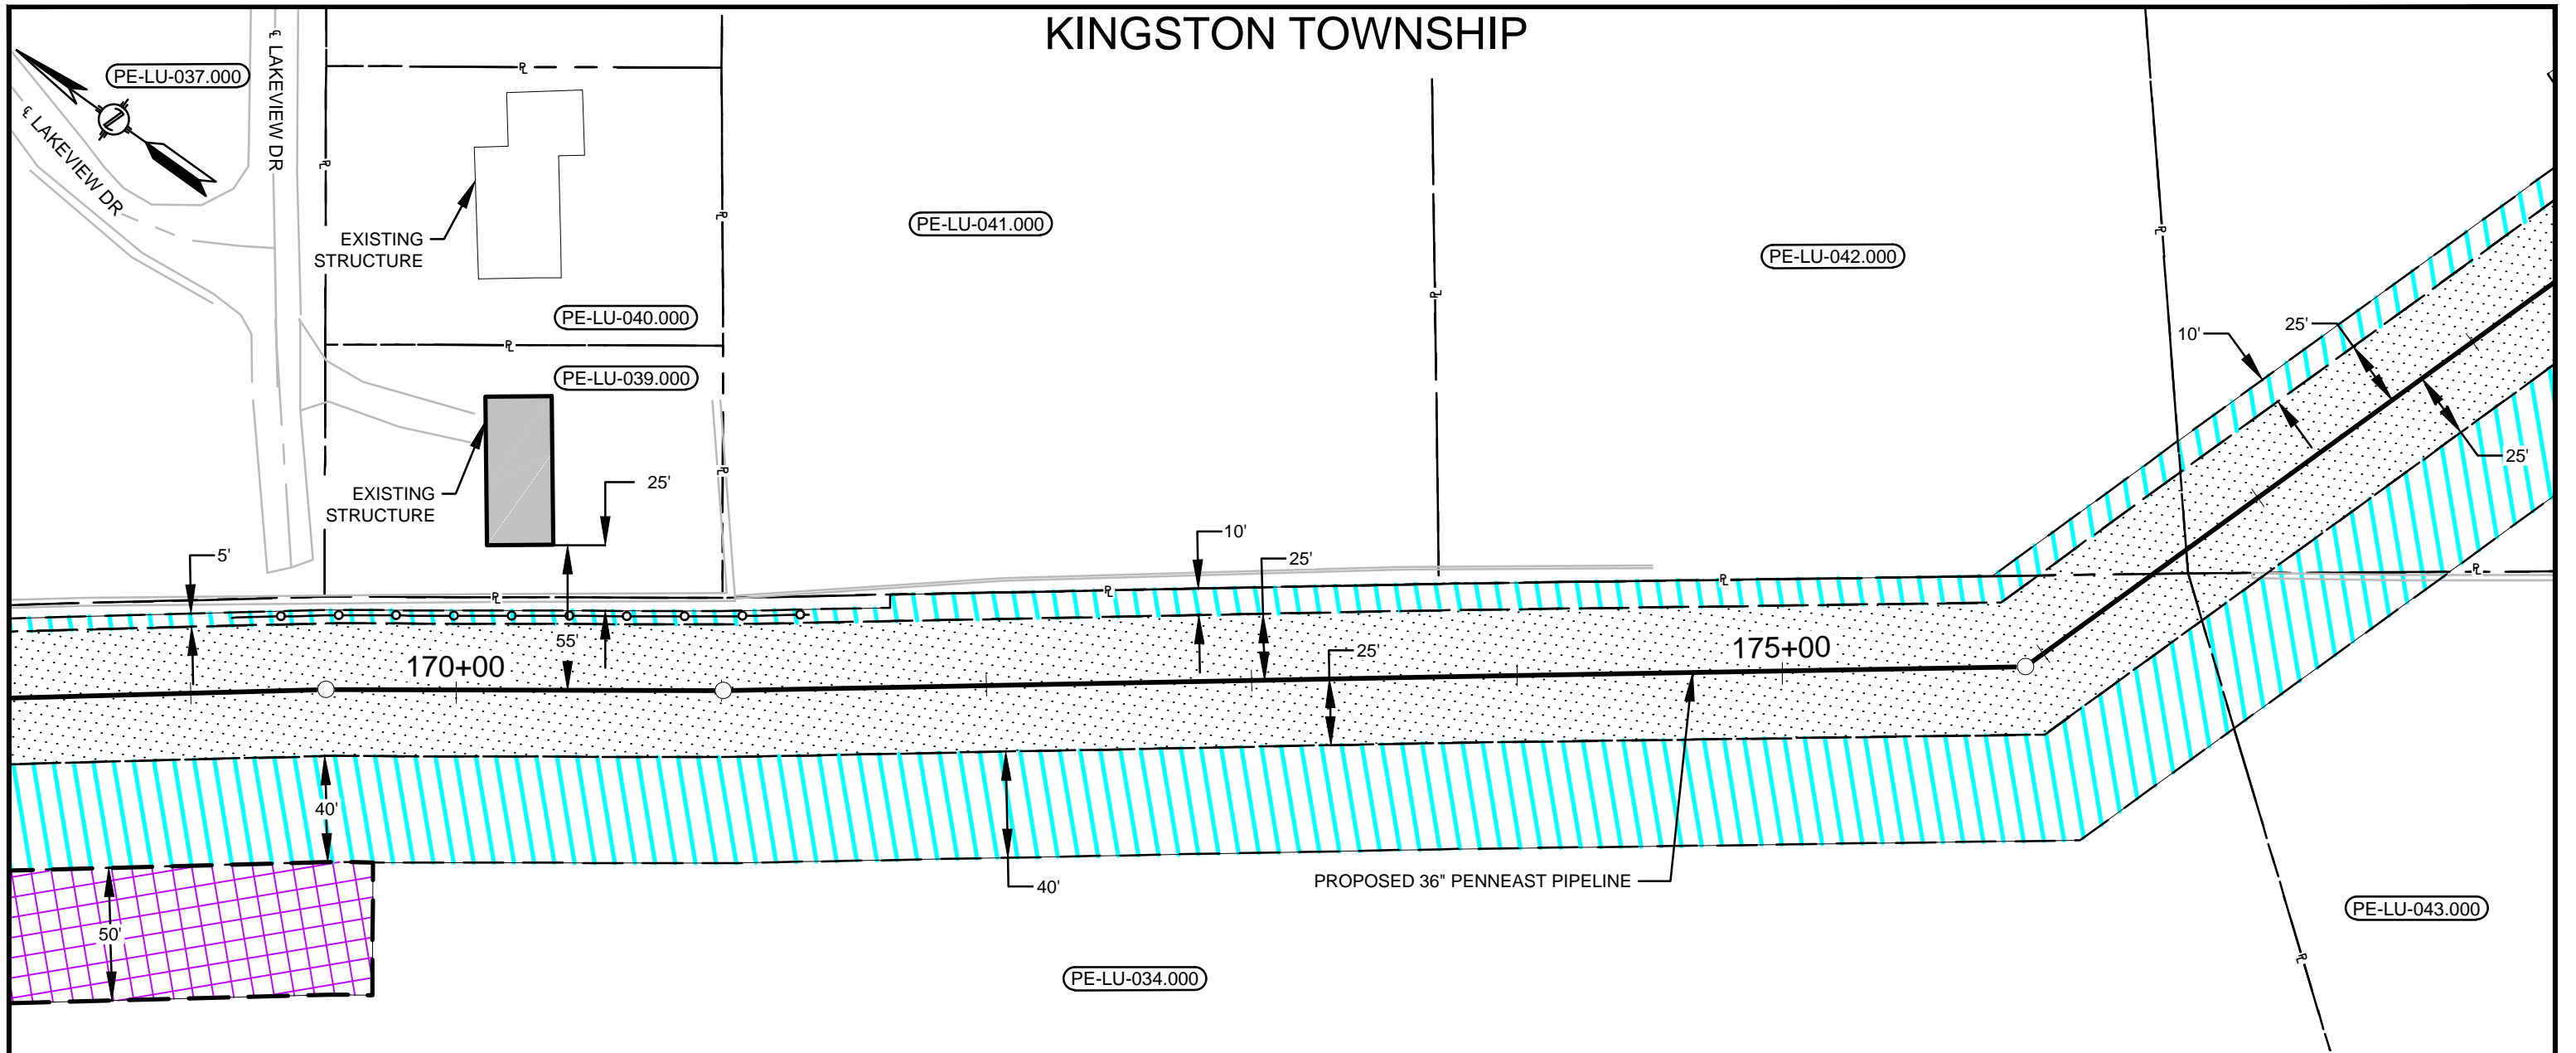 KINGSTON TOWNSHIP
PE-LU-037.000
℄ LAKEVIEW DR
℄ LAKEVIEW DR
EXISTING
STRUCTURE
PE-LU-040.000
PE-LU-039.000
PE-LU-041.000
PE-LU-042.000
EXISTING
STRUCTURE
25'
5'
10'
25'
10'
25'
25'
55'
170+00
25'
175+00
40'
40'
PROPOSED 36" PENNEAST PIPELINE
50'
PE-LU-034.000
PE-LU-043.000